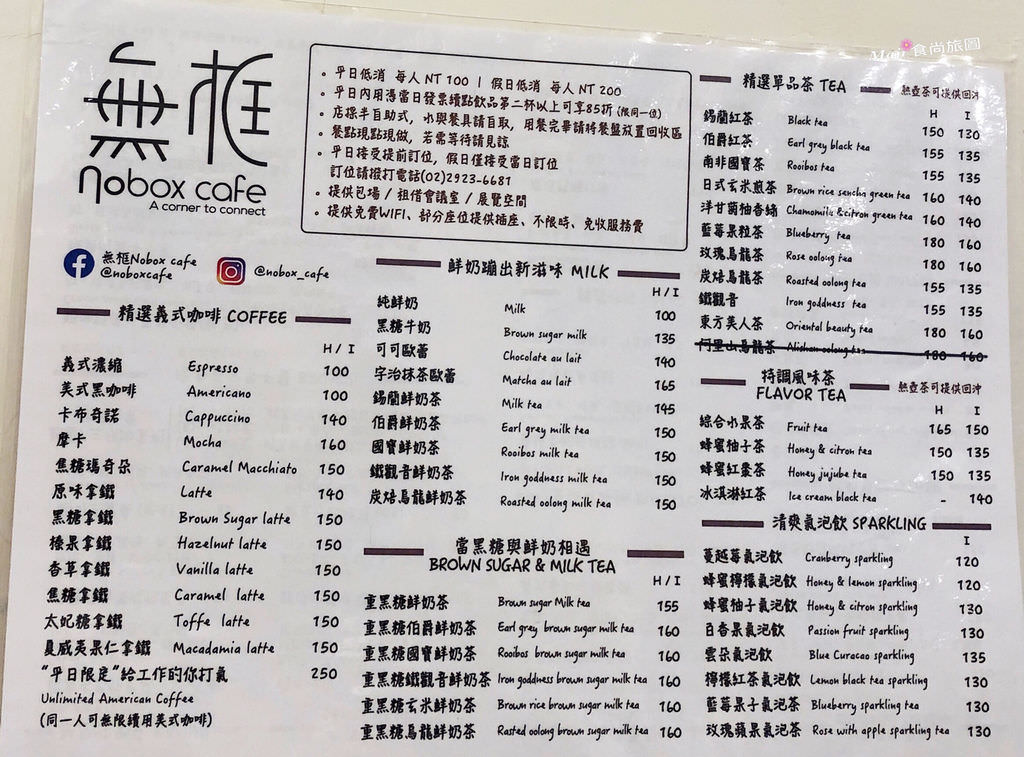 Maji 食尚旅圖
無框
nobox cafe
A corner to connect
無框Nobox cafe
@noboxcafe
@nobox_cafe
。平日低消 每人 NT 100 | 假日低消 每人 NT 200
。平日內用憑當日發票續點飲品第二杯以上可享85折(限同一位)
。店採半自助式,水與餐具請自取,用餐完畢請將餐盤放置回收區
。餐點現點現做,若需等待請見諒
。平日接受提前訂位,假日僅接受當日訂位
訂位請撥打電話(02)2923-6681
。提供包場 / 租借會議室 / 展覽空間
。提供免費WIFI、部分座位提供插座、不限時、免收服務費
精選義式咖啡 COFFEE
H / I
義式濃縮 Espresso 100
美式黑咖啡 Americano 100
卡布奇諾 Cappuccino 140
摩卡 Mocha 160
焦糖瑪奇朵 Caramel Macchiato 150
原味拿鐵 Latte 140
黑糖拿鐵 Brown Sugar latte 150
榛果拿鐵 Hazelnut latte 150
香草拿鐵 Vanilla latte 150
焦糖拿鐵 Caramel latte 150
太妃糖拿鐵 Toffe latte 150
夏威夷果仁拿鐵 Macadamia latte 150
“平日限定”給工作的你打氣 250
Unlimited American Coffee
(同一人可無限續用美式咖啡)
鮮奶蹦出新滋味 MILK
H / I
純鮮奶 Milk 100
黑糖牛奶 Brown sugar milk 135
可可歐蕾 Chocolate au lait 140
宇治抹茶歐蕾 Matcha au lait 165
錫蘭鮮奶茶 Milk tea 145
伯爵鮮奶茶 Earl grey milk tea 150
國寶鮮奶茶 Rooibos milk tea 150
鐵觀音鮮奶茶 Iron goddness milk tea 150
炭焙烏龍鮮奶茶 Roasted oolong milk tea 150
當黑糖與鮮奶相遇
BROWN SUGAR & MILK TEA
H / I
重黑糖鮮奶茶 Brown sugar Milk tea 155
重黑糖伯爵鮮奶茶 Earl grey brown sugar milk tea 160
重黑糖國寶鮮奶茶 Rooibos brown sugar milk tea 160
重黑糖鐵觀音鮮奶茶 Iron goddness brown sugar milk tea 160
重黑糖玄米鮮奶茶 Brown rice brown sugar milk tea 160
重黑糖烏龍鮮奶茶 Rasted oolong brown sugar milk tea 160
精選單品茶 TEA 熱壺茶可提供回沖
H I
錫蘭紅茶 Black tea 150 130
伯爵紅茶 Earl grey black tea 155 135
南非國寶茶 Rooibos tea 155 135
日式玄米煎茶 Brown rice sencha green tea 160 140
洋甘菊柚香綠 Chamomile &citron green tea 160 140
藍莓果粒茶 Blueberry tea 180 160
玫瑰烏龍茶 Rose oolong tea 180 160
炭焙烏龍茶 Roasted oolong tea 155 135
鐵觀音 Iron goddness tea 155 135
東方美人茶 Oriental beauty tea 180 160
阿里山烏龍茶 Alishan oolong tea 180 160
特調風味茶
FLAVOR TEA 熱壺茶可提供回沖
H I
綜合水果茶 Fruit tea 165 150
蜂蜜柚子茶 Honey & citron tea 150 135
蜂蜜紅棗茶 Honey jujube tea 150 135
冰淇淋紅茶 Ice cream black tea - 140
清爽氣泡飲 SPARKLING
I
蔓越莓氣泡飲 Cranberry sparkling 120
蜂蜜檸檬氣泡飲 Honey & lemon sparkling 120
蜂蜜柚子氣泡飲 Honey & citron sparkling 130
百香果氣泡飲 Passion fruit sparkling 130
雲朵氣泡飲 Blue Curacao sparkling 135
檸檬紅茶氣泡飲 Lemon black tea sparkling 130
藍莓果子氣泡茶 Blueberry sparkling tea 130
玫瑰蘋果氣泡茶 Rose with apple sparkling tea 130